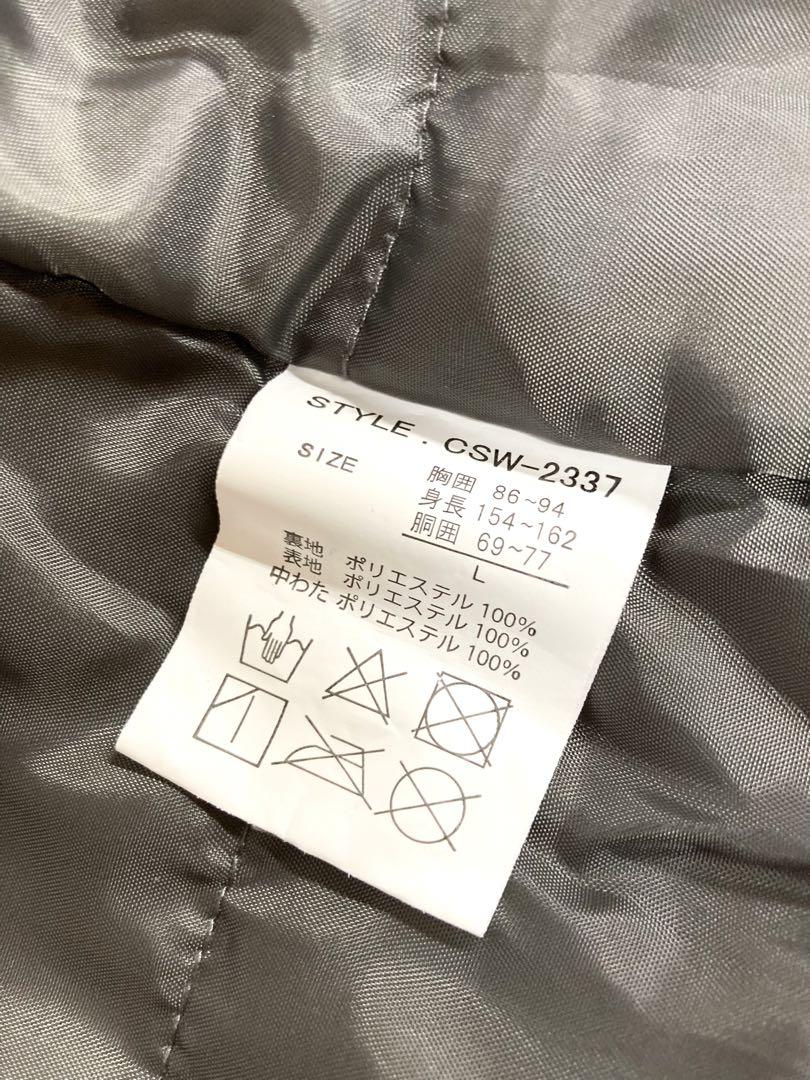 STYLE．CSW-2337
SIZE
胸囲 86~94
身長 154~162
胴囲 69~77
L
裏地 ポリエステル 100%
表地 ポリエステル 100%
中わた ポリエステル 100%